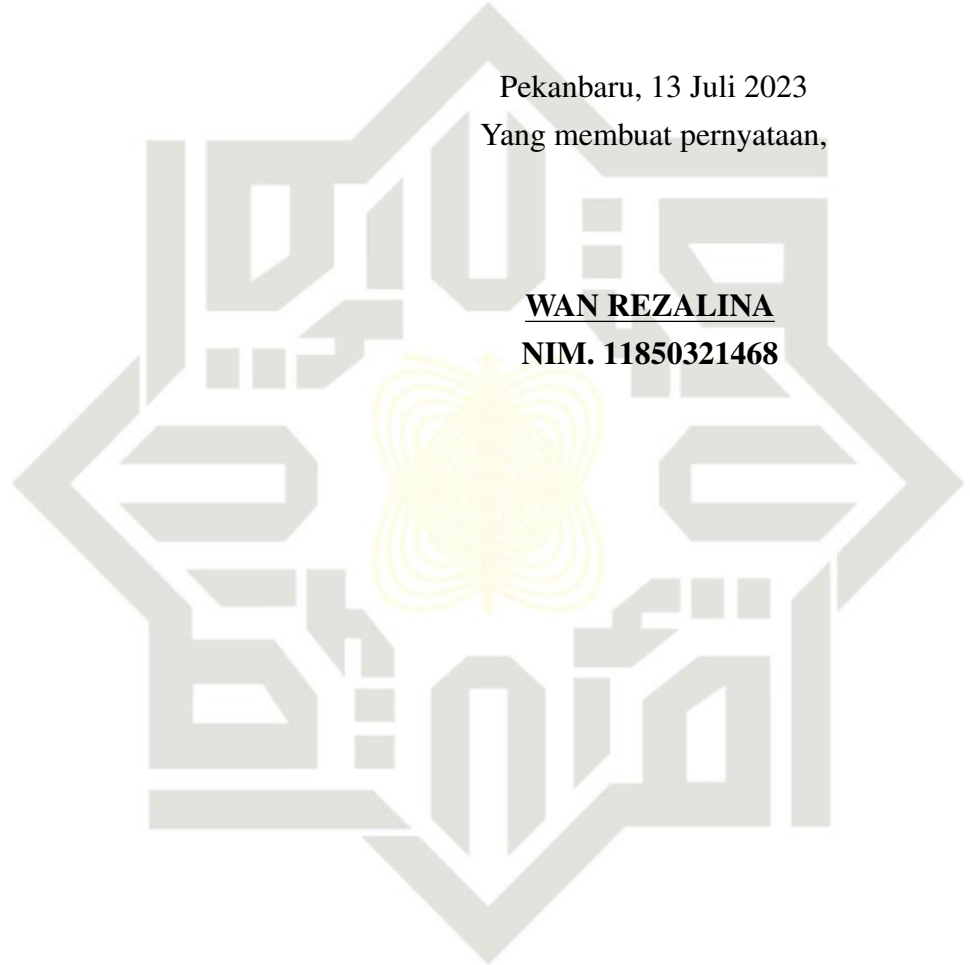 Pekanbaru, 13 Juli 2023
Yang membuat pernyataan,
WAN REZALINA
NIM. 11850321468